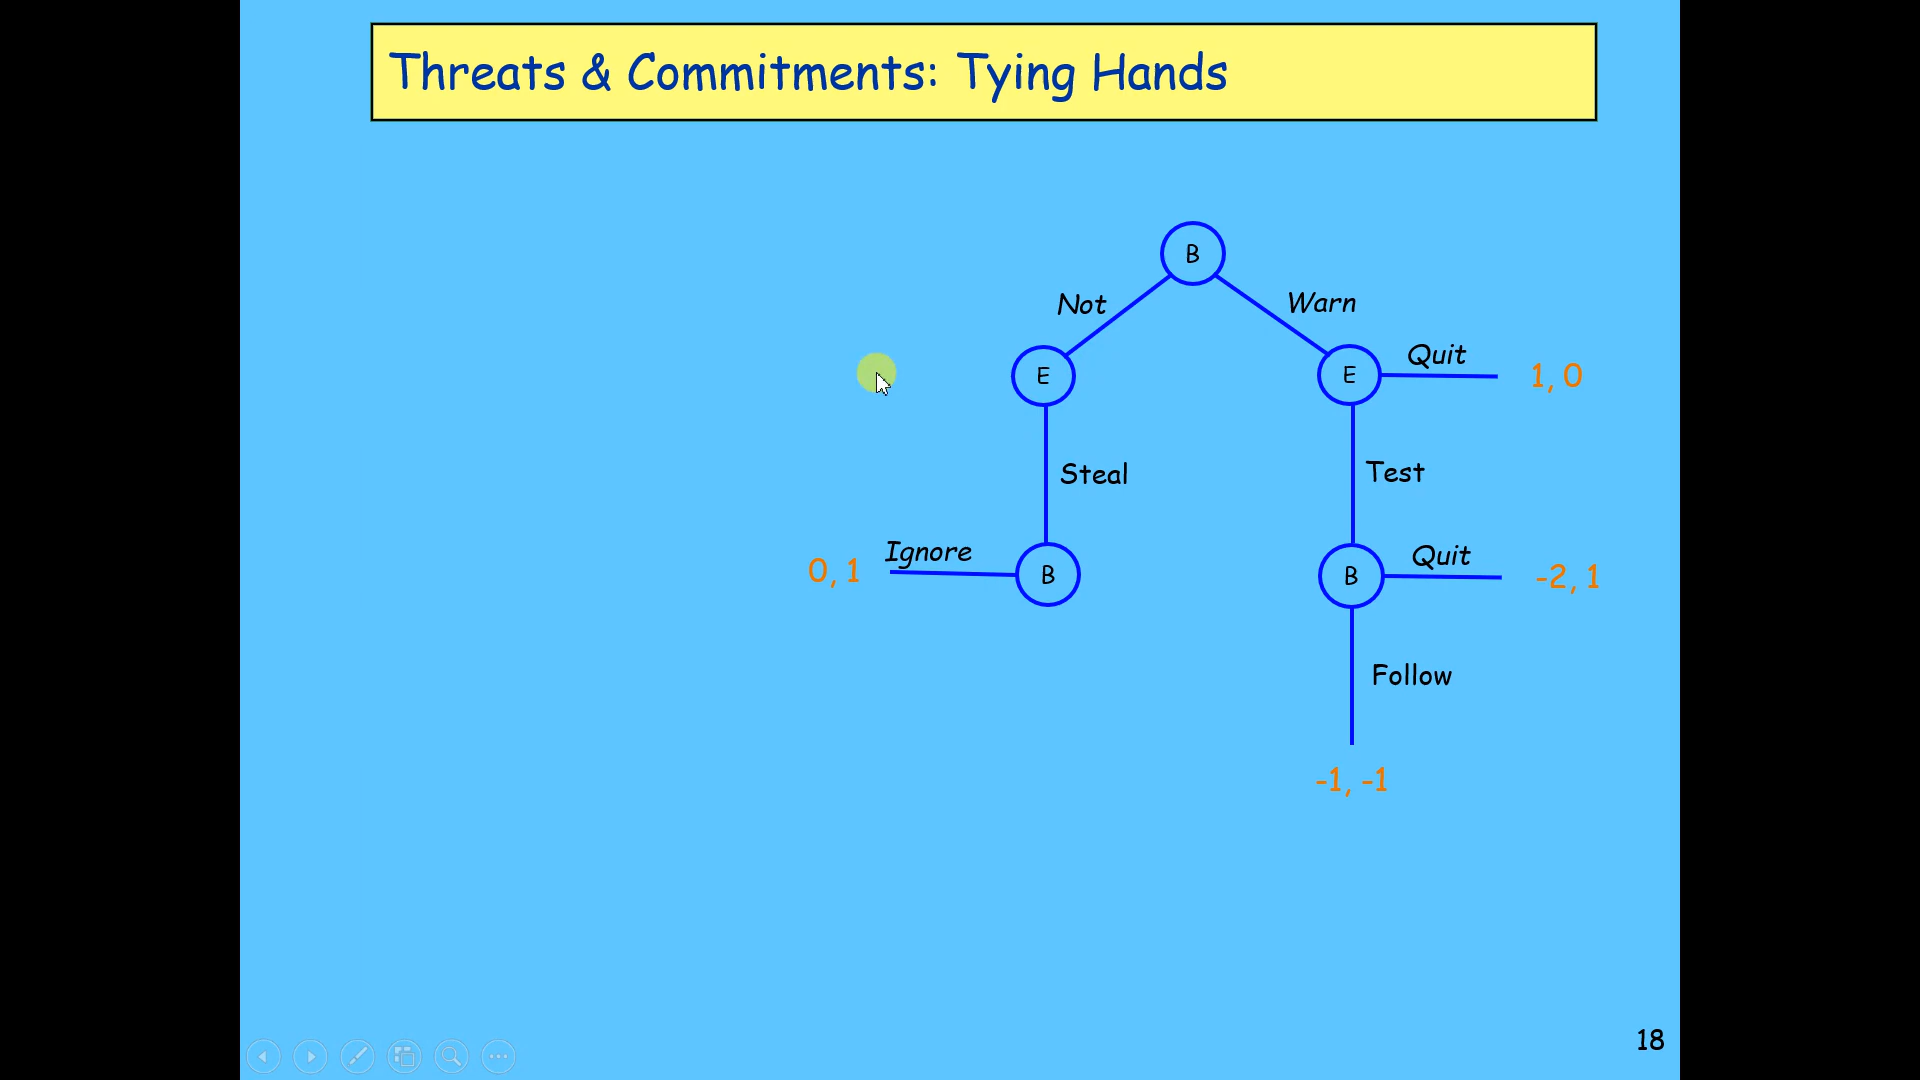 Threats & Commitments: Tying Hands
B
Not
Warn
E
E
Quit
1, 0
Steal
Test
0, 1
Ignore
B
B
Quit
-2, 1
Follow
-1, -1
18